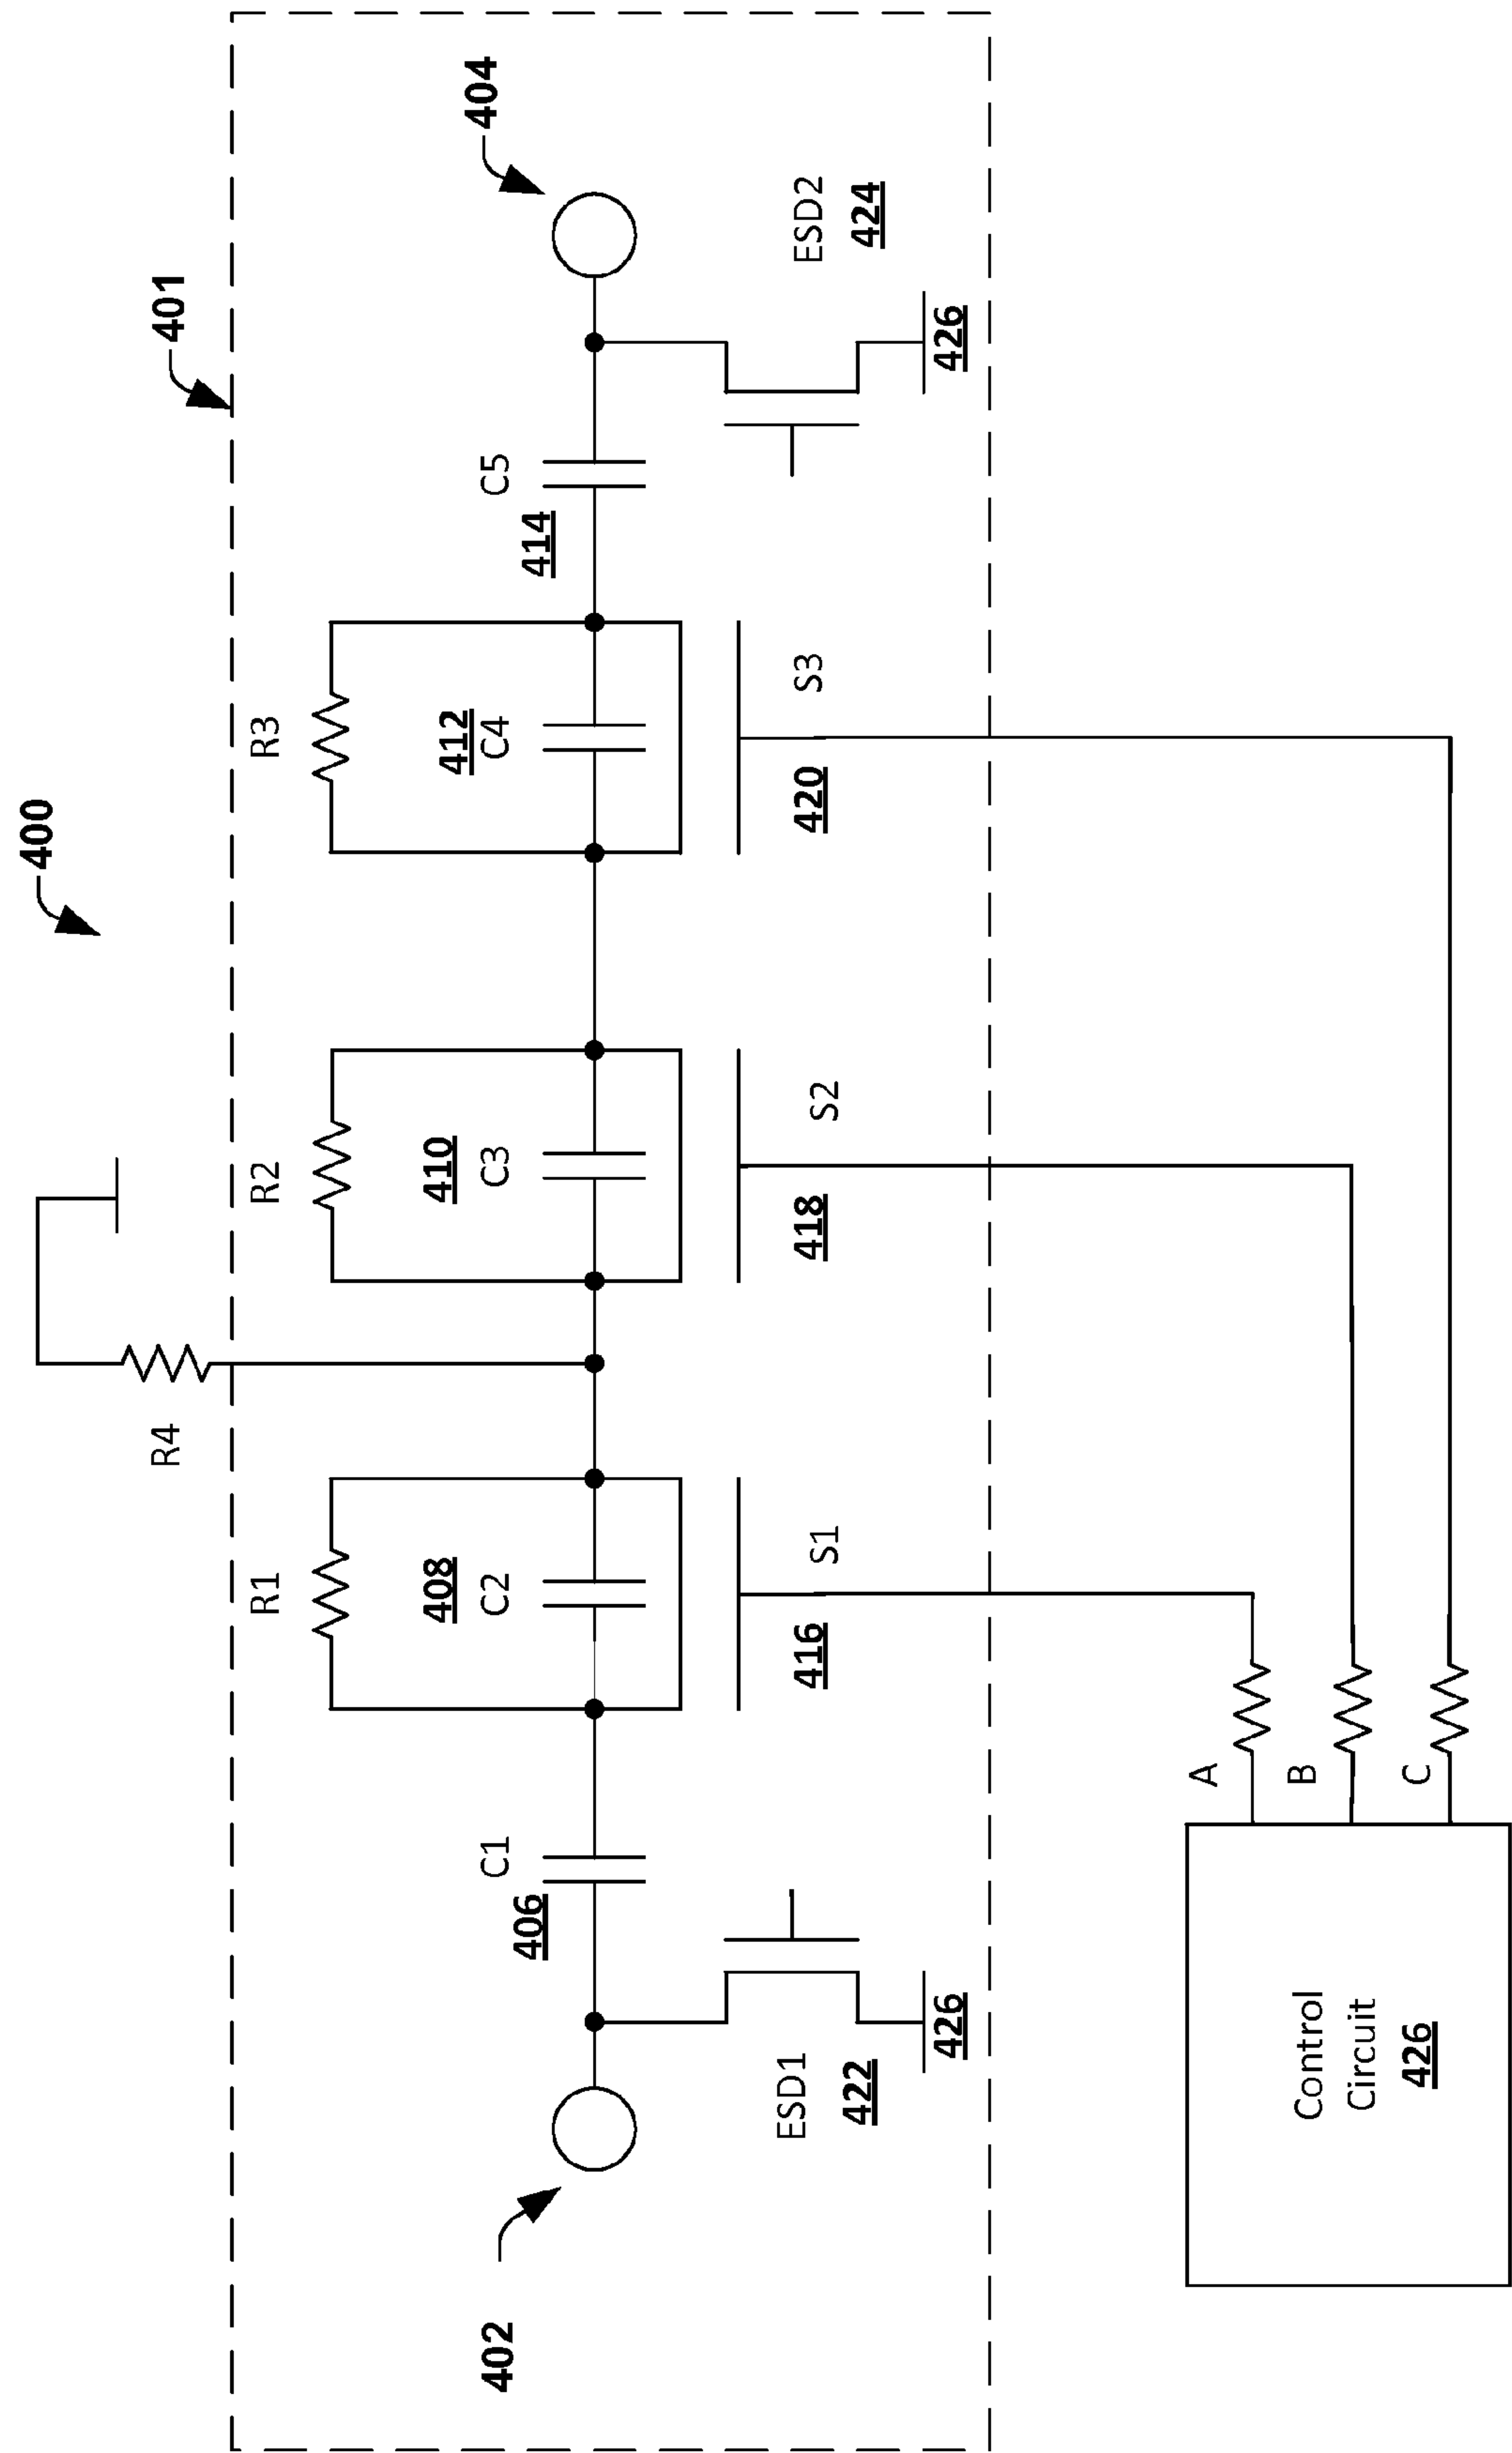 400
401
R4
R1
R2
R3
404
402
408
410
412
C1
C2
C3
C4
C5
406
414
ESD1
S1
S2
S3
ESD2
422
416
418
420
424
426
426
A
B
C
Control
Circuit
426